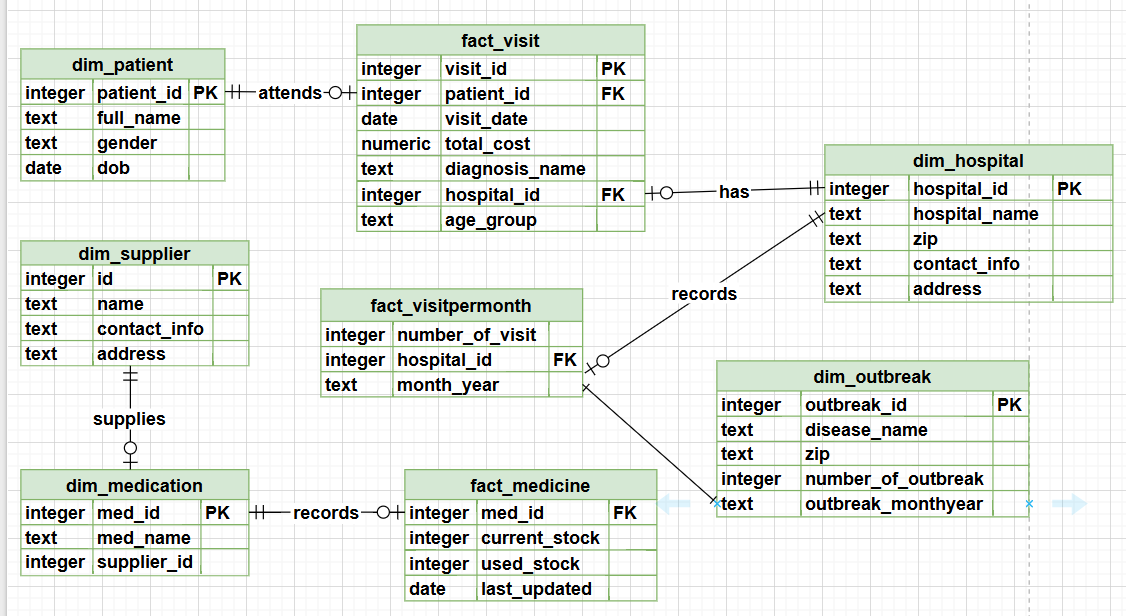 dim_patient
integer patient_id PK
text full_name
text gender
date dob
attends
fact_visit
integer visit_id PK
integer patient_id FK
date visit_date
numeric total_cost
text diagnosis_name
integer hospital_id FK
text age_group
has
dim_hospital
integer hospital_id PK
text hospital_name
text zip
text contact_info
text address
records
dim_supplier
integer id PK
text name
text contact_info
text address
supplies
fact_visitpermonth
integer number_of_visit
integer hospital_id FK
text month_year
dim_outbreak
integer outbreak_id PK
text disease_name
text zip
integer number_of_outbreak
text outbreak_monthyear
dim_medication
integer med_id PK
text med_name
integer supplier_id
records
fact_medicine
integer med_id FK
integer current_stock
integer used_stock
date last_updated